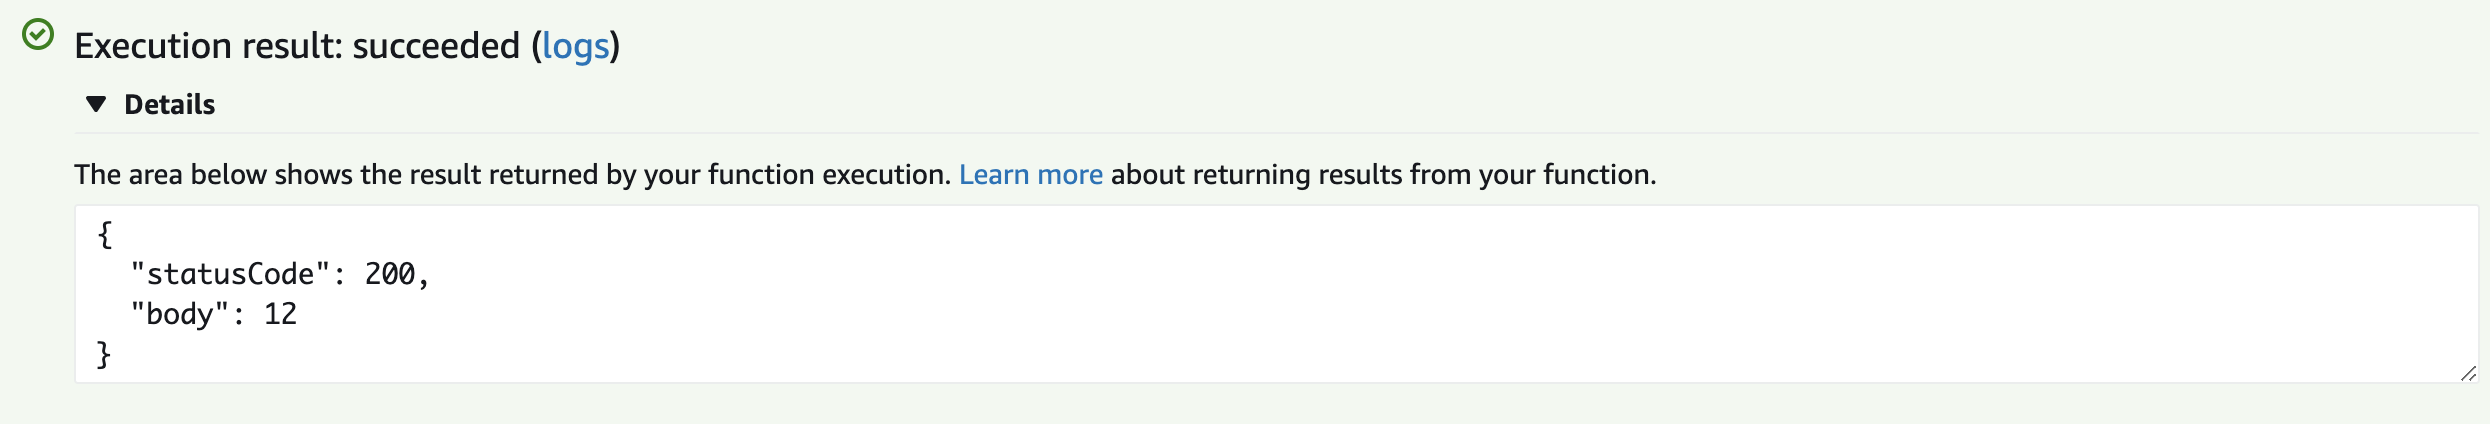 Execution result: succeeded (logs)
Details
The area below shows the result returned by your function execution. Learn more about returning results from your function.
{
  "statusCode": 200,
  "body": 12
}